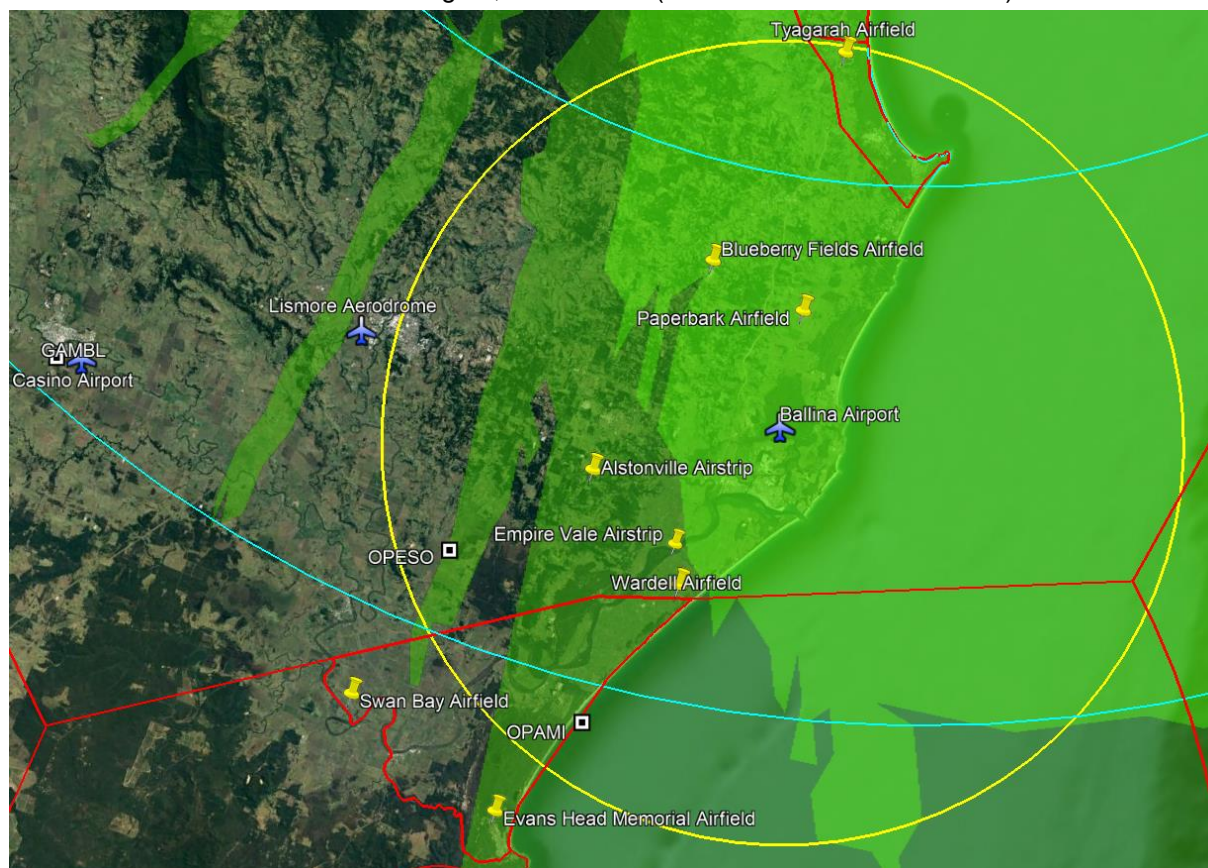 Tyagarah Airfield
Blueberry Fields Airfield
Lismore Aerodrome
Paperbark Airfield
GAMBL
Casino Airport
Ballina Airport
Alstonville Airstrip
Empire Vale Airstrip
OPESO
Wardell Airfield
Swan Bay Airfield
OPAMI
Evans Head Memorial Airfield